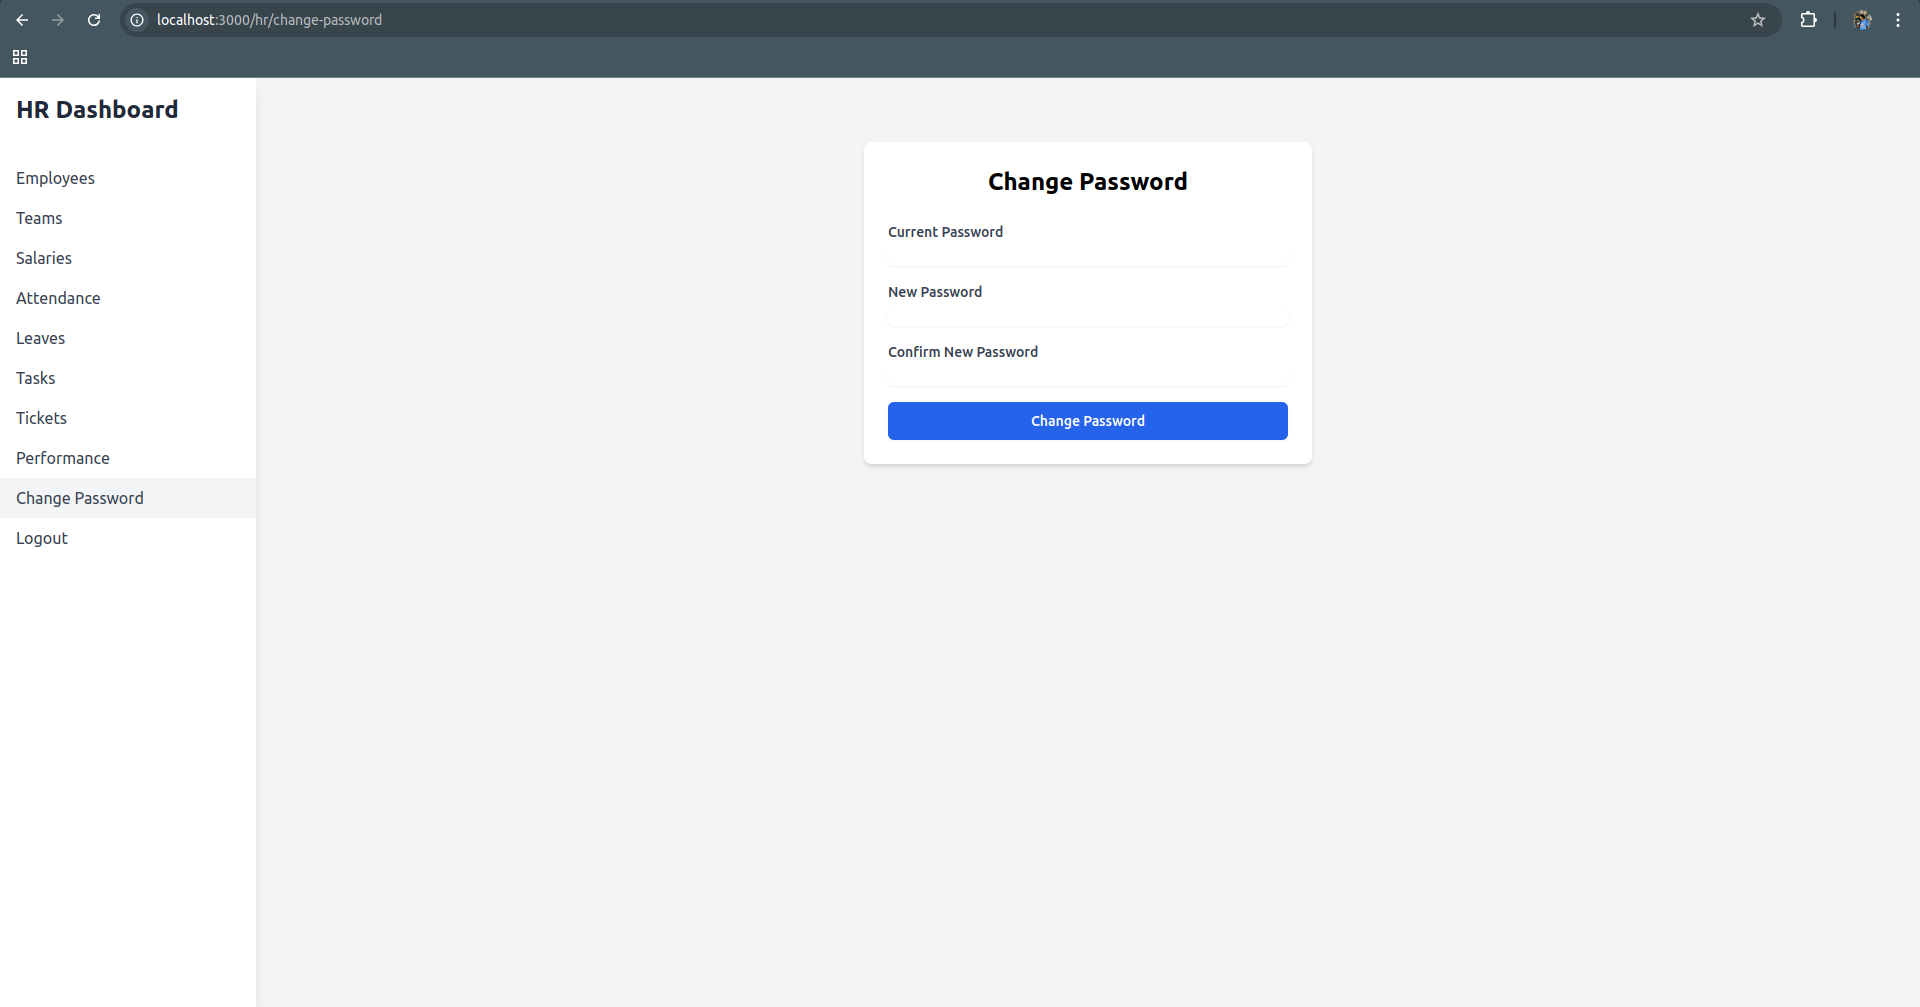 localhost:3000/hr/change-password
HR Dashboard
Employees
Teams
Salaries
Attendance
Leaves
Tasks
Tickets
Performance
Change Password
Logout
Change Password
Current Password
New Password
Confirm New Password
Change Password